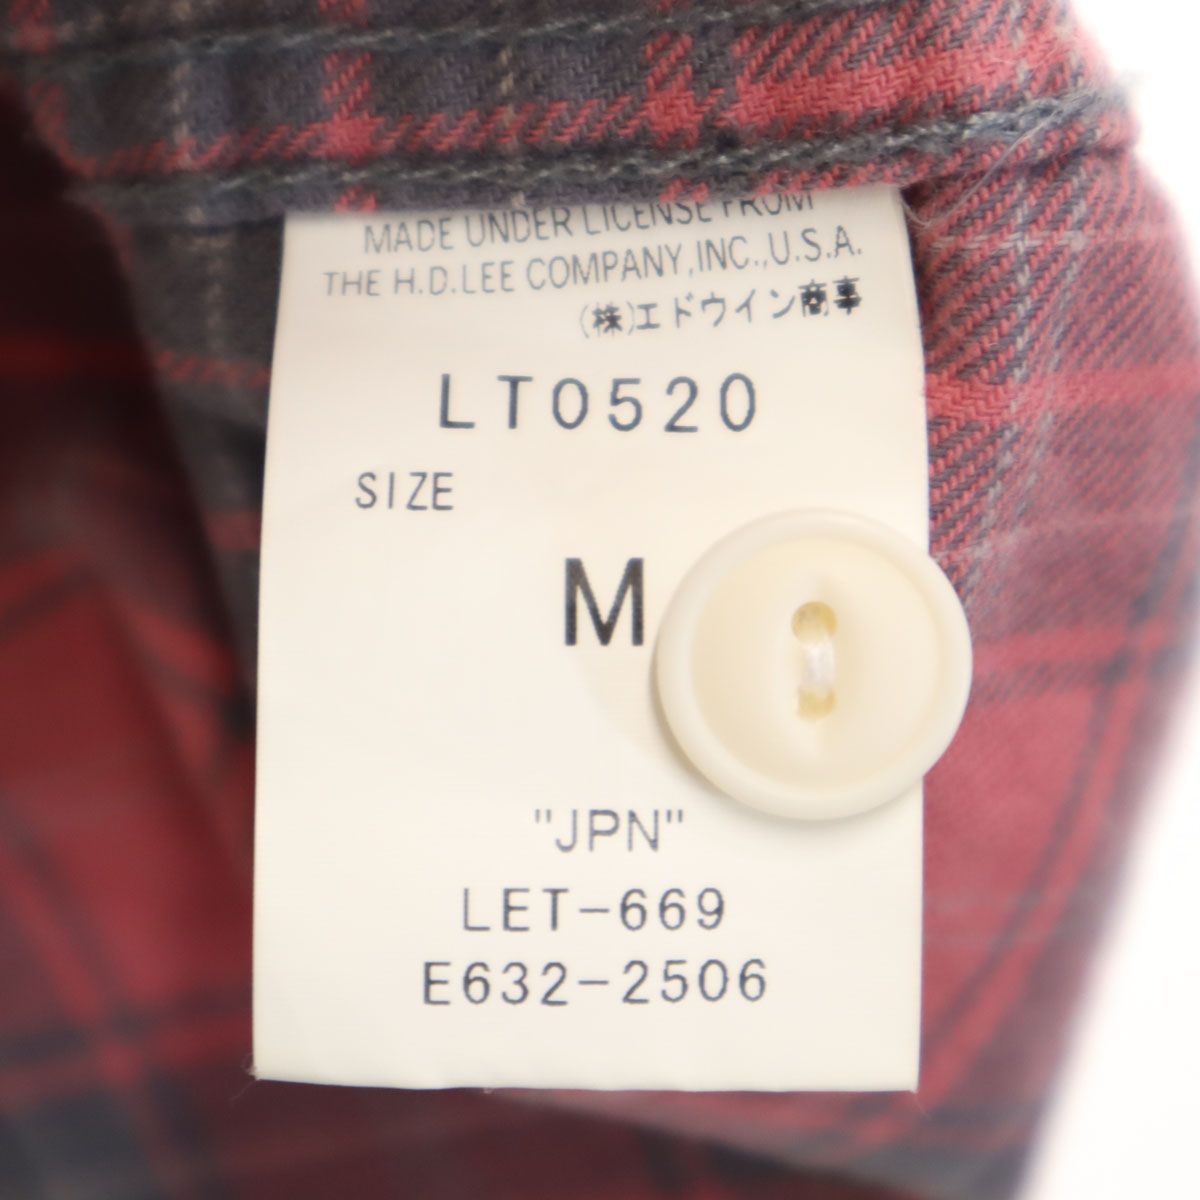 MADE UNDER LICENSE FROM
THE H.D.LEE COMPANY,INC.,U.S.A.
(株)エドウイン商事
LT0520
SIZE
M
"JPN"
LET-669
E632-2506